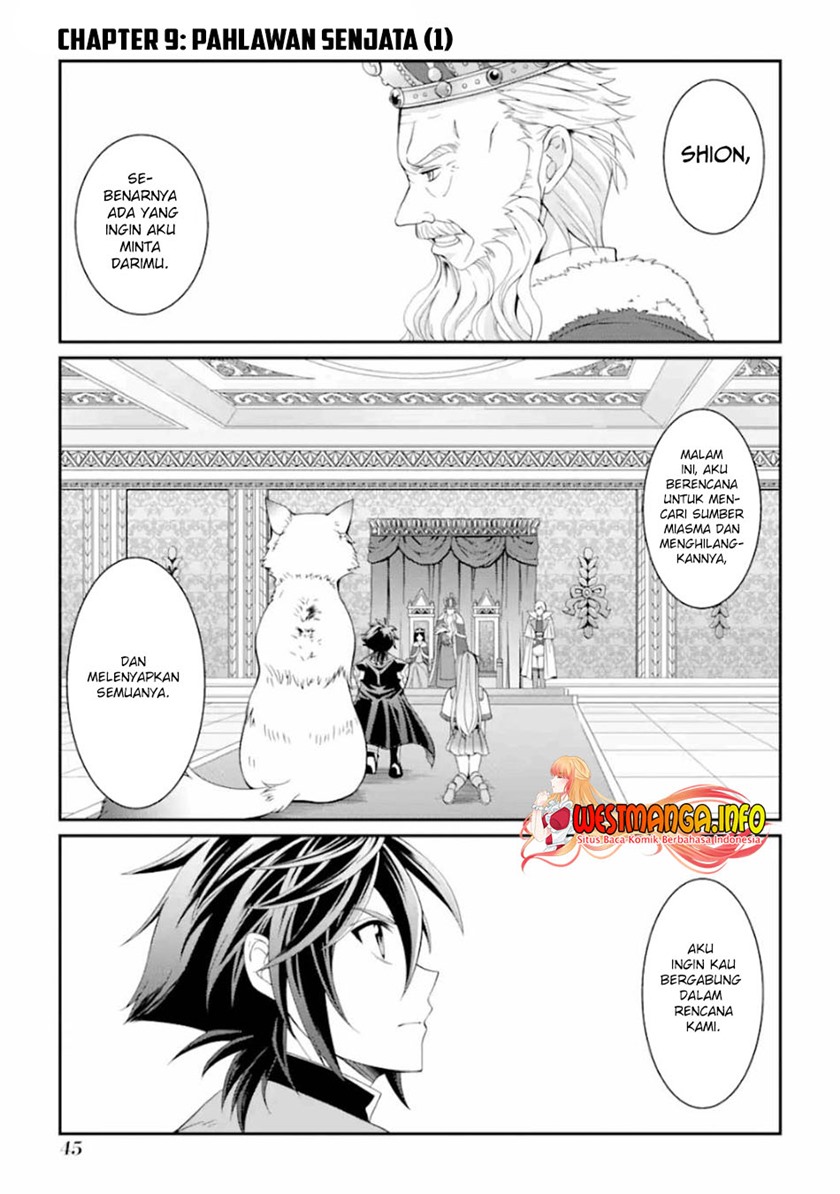 CHAPTER 9: PAHLAWAN SENJATA (1)
SHION,
SE-
BENARNYA
ADA YANG
INGIN AKU
MINTA
DARIMU.
MALAM
INI, AKU
BERENCANA
UNTUK MEN-
CARI SUMBER
MIASMA DAN
MENGHILANG-
KANNYA,
DAN
MELENYAPKAN
SEMUANYA.
WESTMANGA.INFO
Situs Baca Komik Berbahasa Indonesia
AKU
INGIN KAU
BERGABUNG
DALAM
RENCANA
KAMI.
45